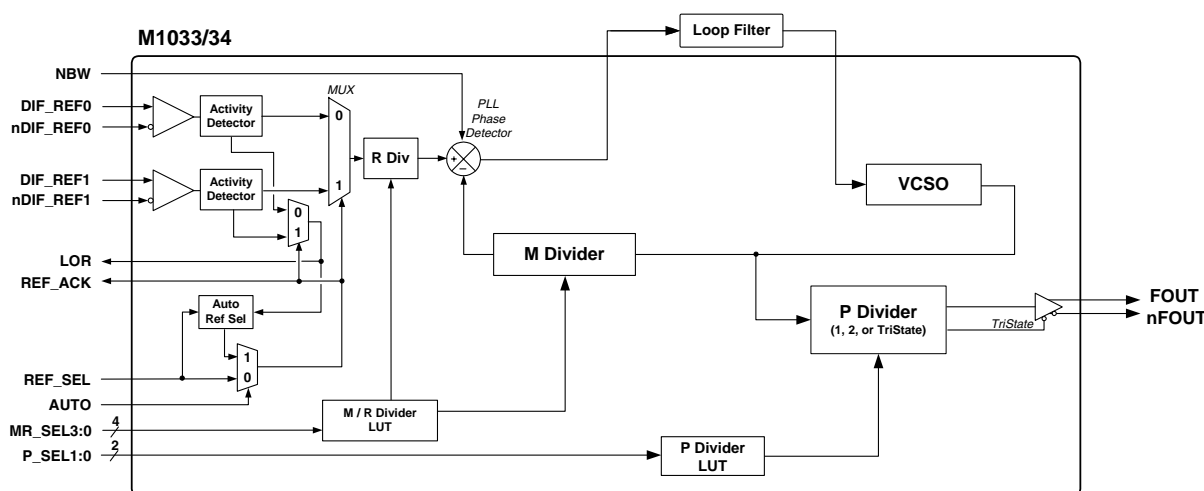 M1033/34
Loop Filter
NBW
MUX
PLL
Phase
Detector
DIF_REF0
nDIF_REF0
Activity
Detector
0
R Div
+
–
DIF_REF1
nDIF_REF1
Activity
Detector
1
VCSO
0
1
LOR
REF_ACK
M Divider
Auto
Ref Sel
P Divider
(1, 2, or TriState)
TriState
FOUT
nFOUT
1
0
REF_SEL
AUTO
MR_SEL3:0
4
M / R Divider
LUT
P_SEL1:0
2
P Divider
LUT